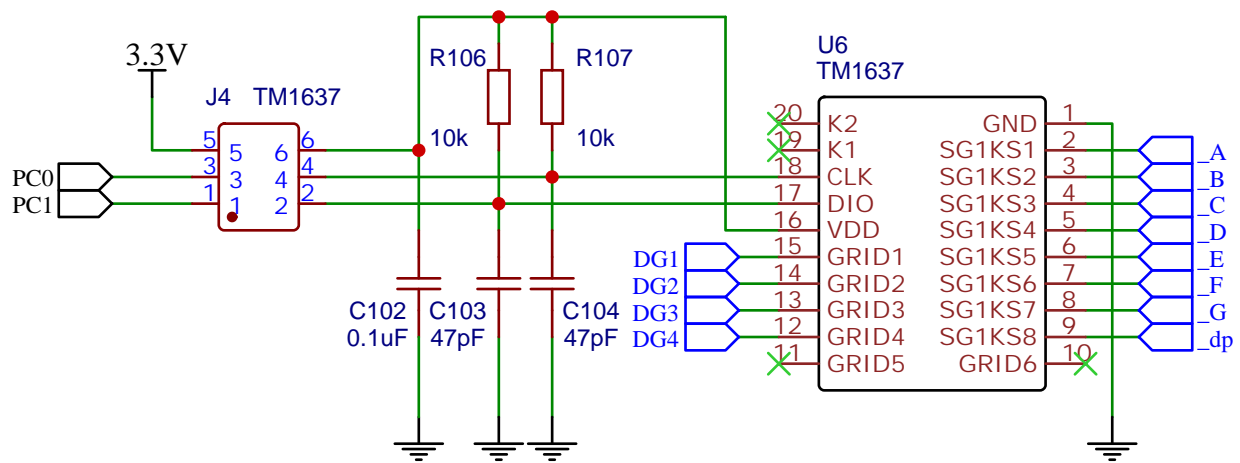 3.3V
J4 TM1637
5 5 6 6
PC0 3 3 4 4
PC1 1 1 2 2
R106 R107
10k 10k
C102 C103 C104
0.1uF 47pF 47pF
U6
TM1637
20 K2 GND 1
19 K1 SG1KS1 2 _A
18 CLK SG1KS2 3 _B
17 DIO SG1KS3 4 _C
16 VDD SG1KS4 5 _D
DG1 15 GRID1 SG1KS5 6 _E
DG2 14 GRID2 SG1KS6 7 _F
DG3 13 GRID3 SG1KS7 8 _G
DG4 12 GRID4 SG1KS8 9 _dp
11 GRID5 GRID6 10